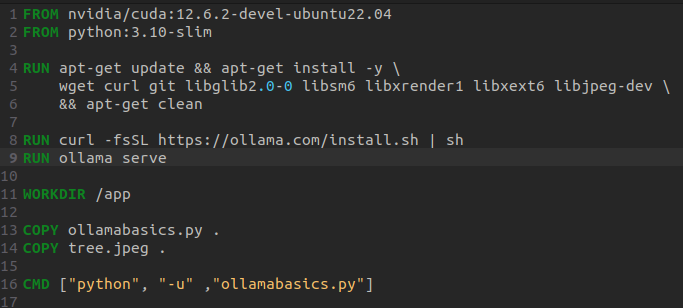 1 FROM nvidia/cuda:12.6.2-devel-ubuntu22.04
2 FROM python:3.10-slim
3
4 RUN apt-get update && apt-get install -y \
5     wget curl git libglib2.0-0 libsm6 libxrender1 libxext6 libjpeg-dev \
6     && apt-get clean
7
8 RUN curl -fsSL https://ollama.com/install.sh | sh
9 RUN ollama serve
10
11 WORKDIR /app
12
13 COPY ollamabasics.py .
14 COPY tree.jpeg .
15
16 CMD ["python", "-u" ,"ollamabasics.py"]
17